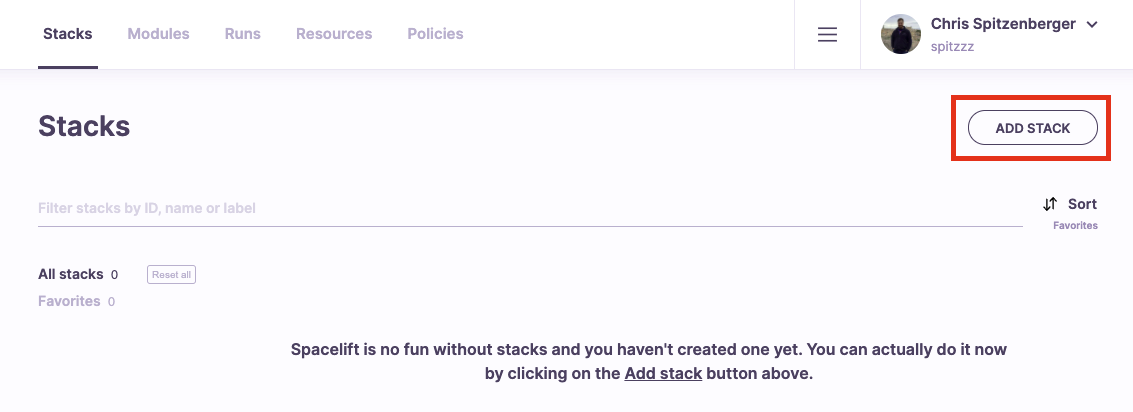 Stacks Modules Runs Resources Policies
Chris Spitzenberger
spitzzz
Stacks
ADD STACK
Filter stacks by ID, name or label
Sort
Favorites
All stacks 0 Reset all
Favorites 0
Spacelift is no fun without stacks and you haven't created one yet. You can actually do it now
by clicking on the Add stack button above.